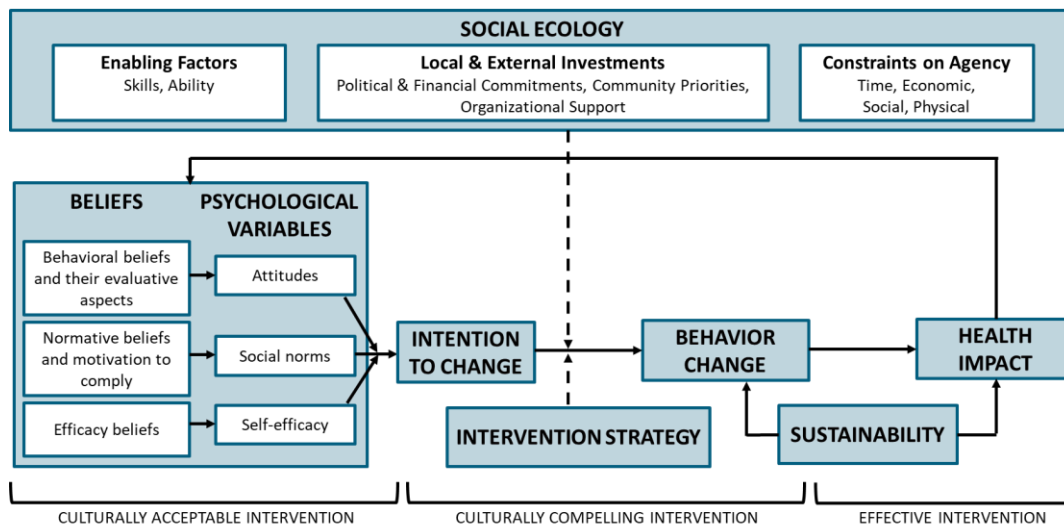 SOCIAL ECOLOGY
Enabling Factors
Skills, Ability
Local & External Investments
Political & Financial Commitments, Community Priorities,
Organizational Support
Constraints on Agency
Time, Economic,
Social, Physical
BELIEFS
PSYCHOLOGICAL
VARIABLES
Behavioral beliefs
and their evaluative
aspects
Attitudes
Normative beliefs
and motivation to
comply
Social norms
Efficacy beliefs
Self-efficacy
INTENTION
TO CHANGE
BEHAVIOR
CHANGE
HEALTH
IMPACT
INTERVENTION STRATEGY
SUSTAINABILITY
CULTURALLY ACCEPTABLE INTERVENTION
CULTURALLY COMPELLING INTERVENTION
EFFECTIVE INTERVENTION